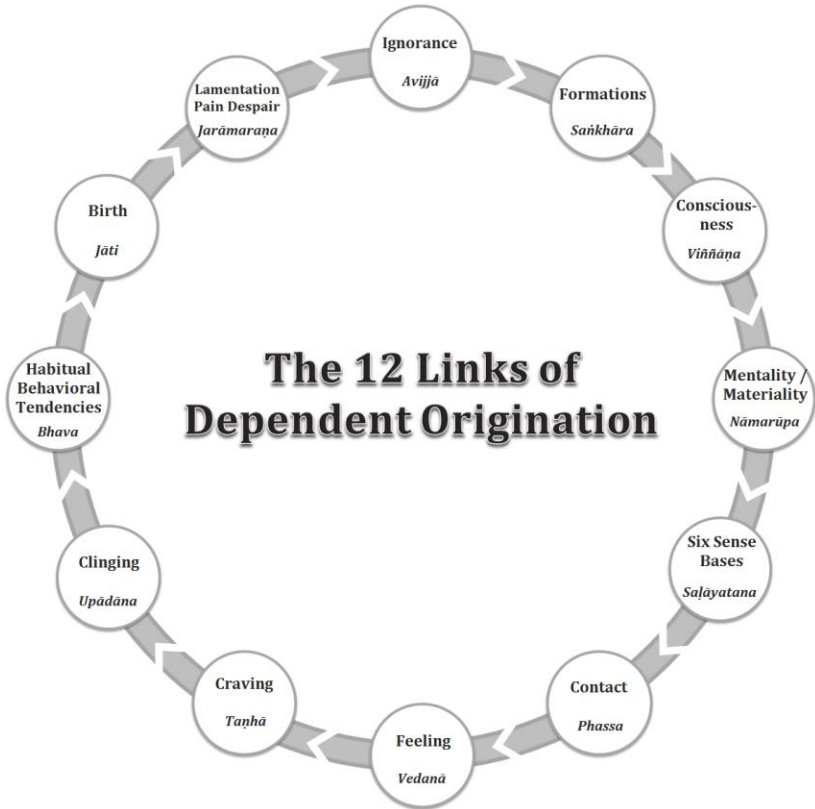 The 12 Links of
Dependent Origination
Ignorance
Avijjā
Formations
Saṅkhāra
Conscious-
ness
Viññāṇa
Mentality /
Materiality
Nāmarūpa
Six Sense
Bases
Saḷāyatana
Contact
Phassa
Feeling
Vedanā
Craving
Taṇhā
Clinging
Upādāna
Habitual
Behavioral
Tendencies
Bhava
Birth
Jāti
Lamentation
Pain Despair
Jarāmaraṇa